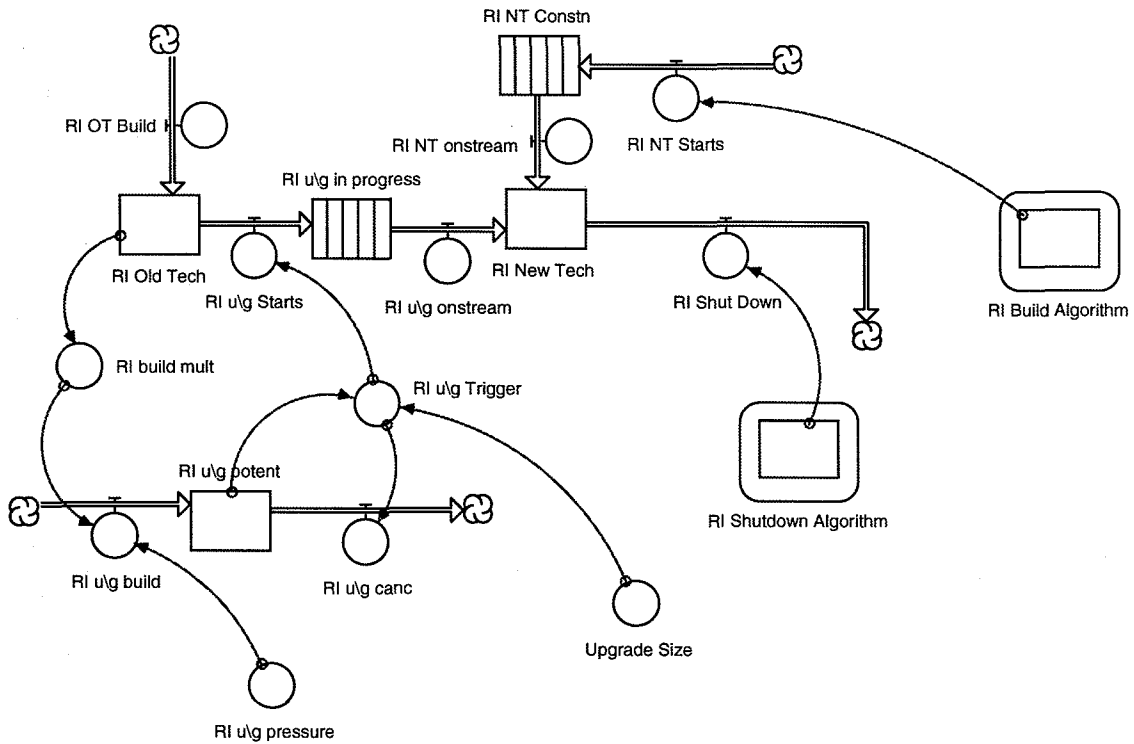 RI NT Constn
RI OT Build
RI NT onstream
RI NT Starts
RI u\g in progress
RI Old Tech
RI u\g Starts
RI u\g onstream
RI New Tech
RI Shut Down
RI Build Algorithm
RI build mult
RI u\g Trigger
RI u\g potent
RI Shutdown Algorithm
RI u\g build
RI u\g canc
Upgrade Size
RI u\g pressure